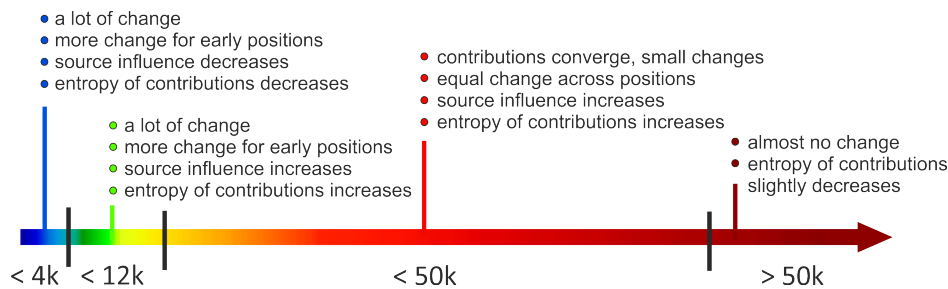 a lot of change
more change for early positions
source influence decreases
entropy of contributions decreases
a lot of change
more change for early positions
source influence increases
entropy of contributions increases
contributions converge, small changes
equal change across positions
source influence increases
entropy of contributions increases
almost no change
entropy of contributions
slightly decreases
< 4k
< 12k
< 50k
> 50k